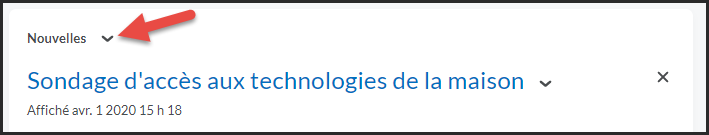 Nouvelles
Sondage d'accès aux technologies de la maison
Affiché avr. 1 2020 15 h 18